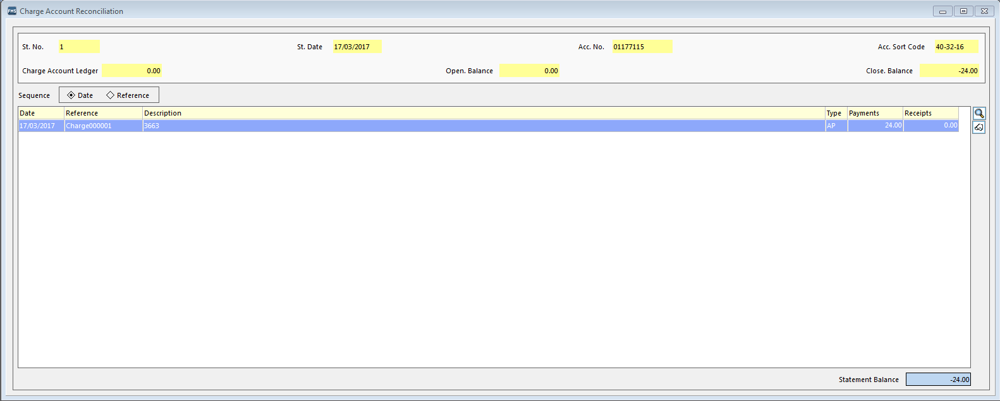 FMS Charge Account Reconciliation
St. No. 1 St. Date 17/03/2017 Acc. No. 01177115 Acc. Sort Code 40-32-16
Charge Account Ledger 0.00 Open. Balance 0.00 Close. Balance -24.00
Sequence Date Reference
Date Reference Description Type Payments Receipts
17/03/2017 Charge000001 3663 AP 24.00 0.00
Statement Balance -24.00